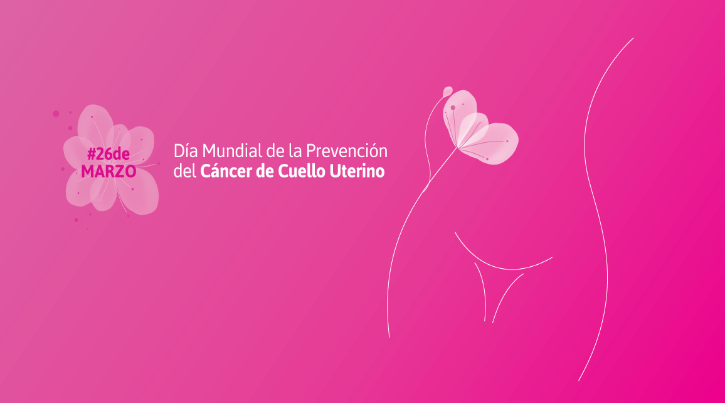 #26de
MARZO
Día Mundial de la Prevención
del Cáncer de Cuello Uterino